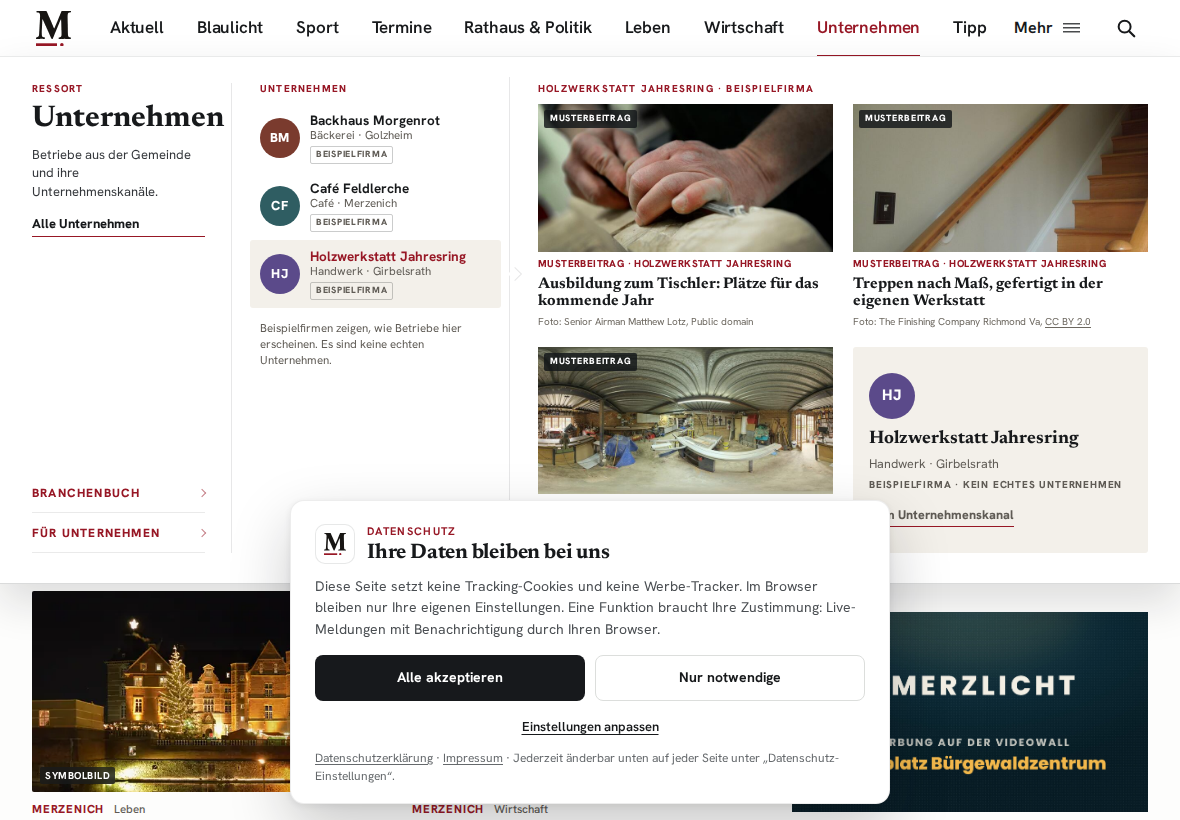 M
Aktuell
Blaulicht
Sport
Termine
Rathaus & Politik
Leben
Wirtschaft
Unternehmen
Tipp
Mehr
RESSORT
Unternehmen
Betriebe aus der Gemeinde
und ihre
Unternehmenskanäle.
Alle Unternehmen
BRANCHENBUCH
FÜR UNTERNEHMEN
UNTERNEHMEN
BM
Backhaus Morgenrot
Bäckerei · Golzheim
BEISPIELFIRMA
CF
Café Feldlerche
Café · Merzenich
BEISPIELFIRMA
HJ
Holzwerkstatt Jahresring
Handwerk · Girbelsrath
BEISPIELFIRMA
Beispielfirmen zeigen, wie Betriebe hier
erscheinen. Es sind keine echten
Unternehmen.
HOLZWERKSTATT JAHRESRING · BEISPIELFIRMA
MUSTERBEITRAG
MUSTERBEITRAG · HOLZWERKSTATT JAHRESRING
Ausbildung zum Tischler: Plätze für das
kommende Jahr
Foto: Senior Airman Matthew Lotz, Public domain
MUSTERBEITRAG
MUSTERBEITRAG · HOLZWERKSTATT JAHRESRING
Treppen nach Maß, gefertigt in der
eigenen Werkstatt
Foto: The Finishing Company Richmond Va, CC BY 2.0
MUSTERBEITRAG
HJ
Holzwerkstatt Jahresring
Handwerk · Girbelsrath
BEISPIELFIRMA · KEIN ECHTES UNTERNEHMEN
Unternehmenskanal
M
DATENSCHUTZ
Ihre Daten bleiben bei uns
Diese Seite setzt keine Tracking-Cookies und keine Werbe-Tracker. Im Browser
bleiben nur Ihre eigenen Einstellungen. Eine Funktion braucht Ihre Zustimmung: Live-
Meldungen mit Benachrichtigung durch Ihren Browser.
Alle akzeptieren
Nur notwendige
Einstellungen anpassen
Datenschutzerklärung · Impressum · Jederzeit änderbar unten auf jeder Seite unter „Datenschutz-
Einstellungen“.
SYMBOLBILD
MERZENICH Leben
MERZENICH Wirtschaft
MERZLICHT
AUF DER VIDEOWALL
Bürgewaldzentrum